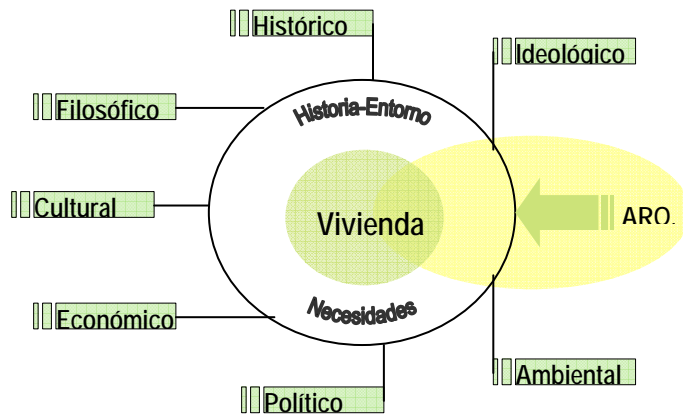 Histórico
Ideológico
Filosófico
Historia-Entorno
Cultural
Vivienda
ARQ.
Económico
Necesidades
Político
Ambiental